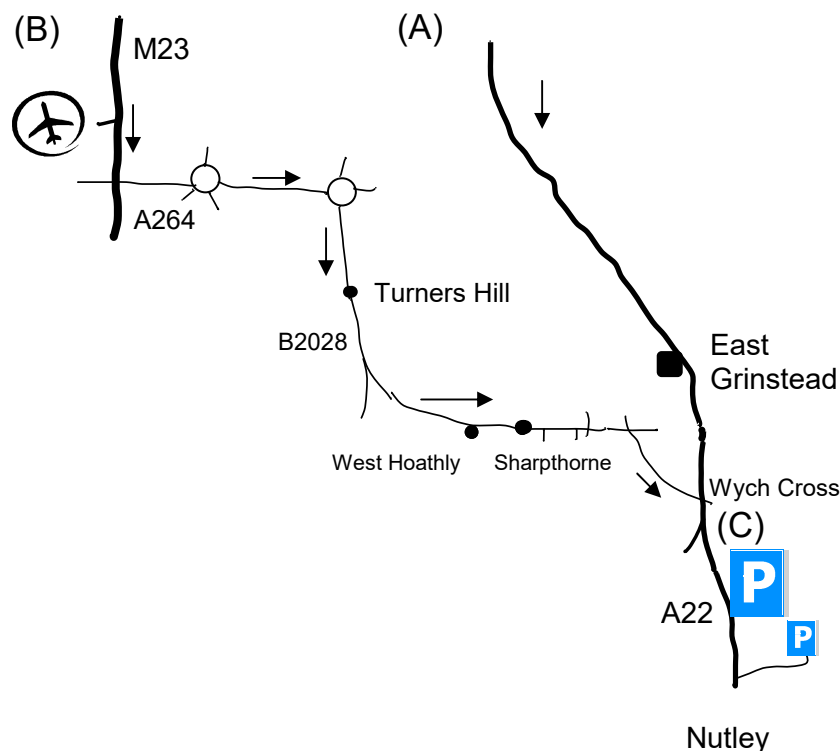 (B)
(A)
M23
A264
Turners Hill
B2028
East
Grinstead
West Hoathly
Sharpthorne
Wych Cross
(C)
P
A22
P
Nutley